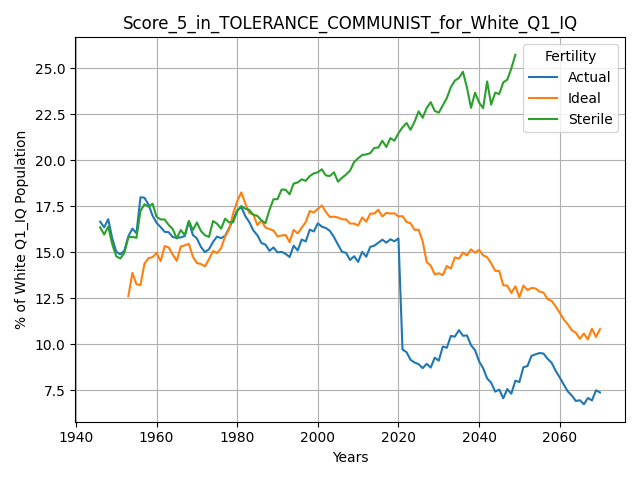 Score_5_in_TOLERANCE_COMMUNIST_for_White_Q1_IQ
% of White Q1_IQ Population
25.0
22.5
20.0
17.5
15.0
12.5
10.0
7.5
Fertility
Actual
Ideal
Sterile
1940 1960 1980 2000 2020 2040 2060
Years